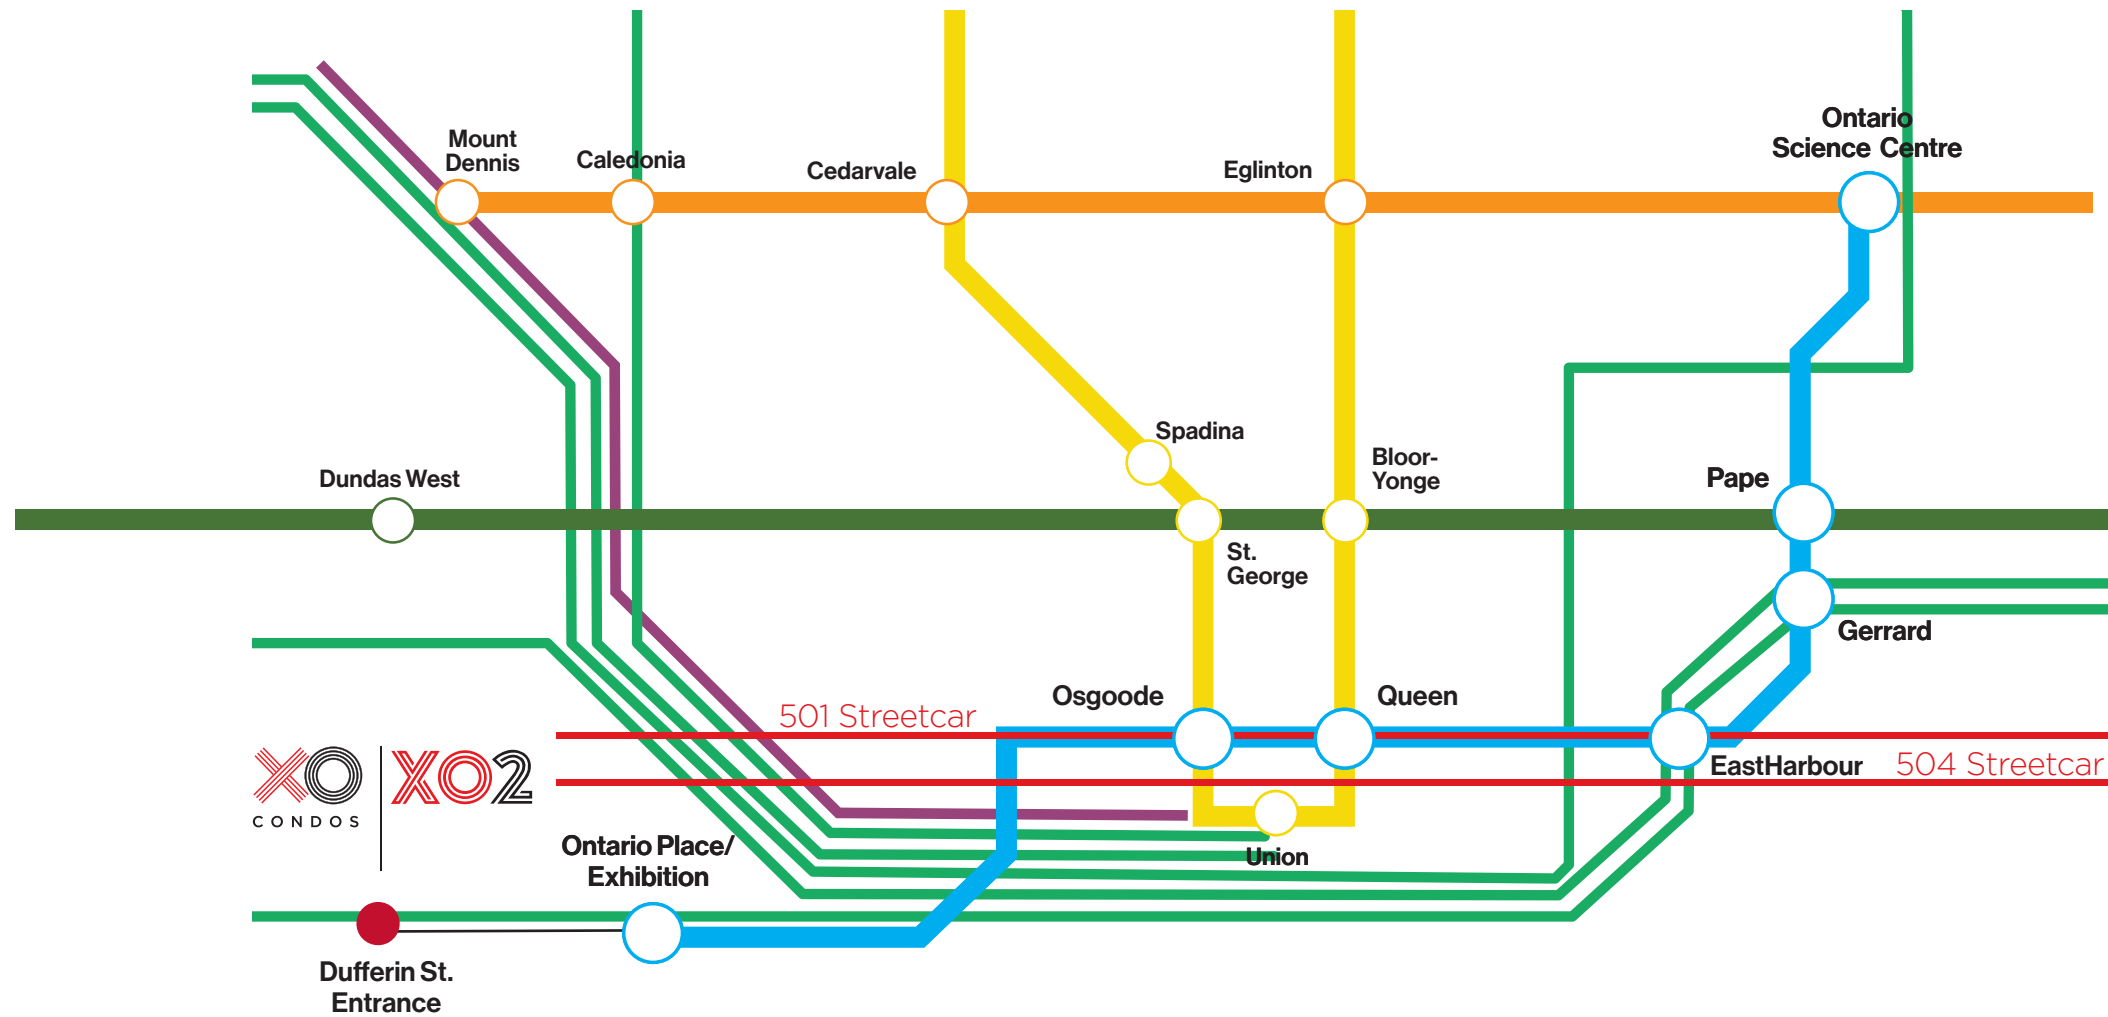 Ontario
Science Centre
Mount
Dennis
Caledonia
Cedarvale
Eglinton
Spadina
Dundas West
Bloor-
Yonge
Pape
St.
George
Gerrard
Osgoode
Queen
501 Streetcar
XO
CONDOS
XO2
EastHarbour
504 Streetcar
Ontario Place/
Exhibition
Union
Dufferin St.
Entrance